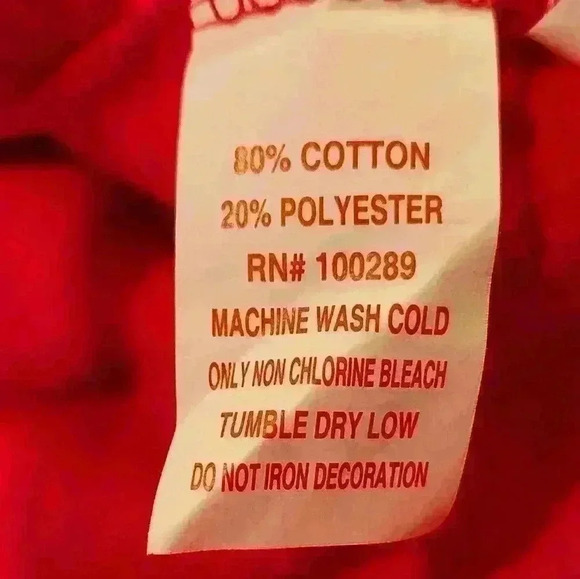 80% COTTON
20% POLYESTER
RN# 100289
MACHINE WASH COLD
ONLY NON CHLORINE BLEACH
TUMBLE DRY LOW
DO NOT IRON DECORATION